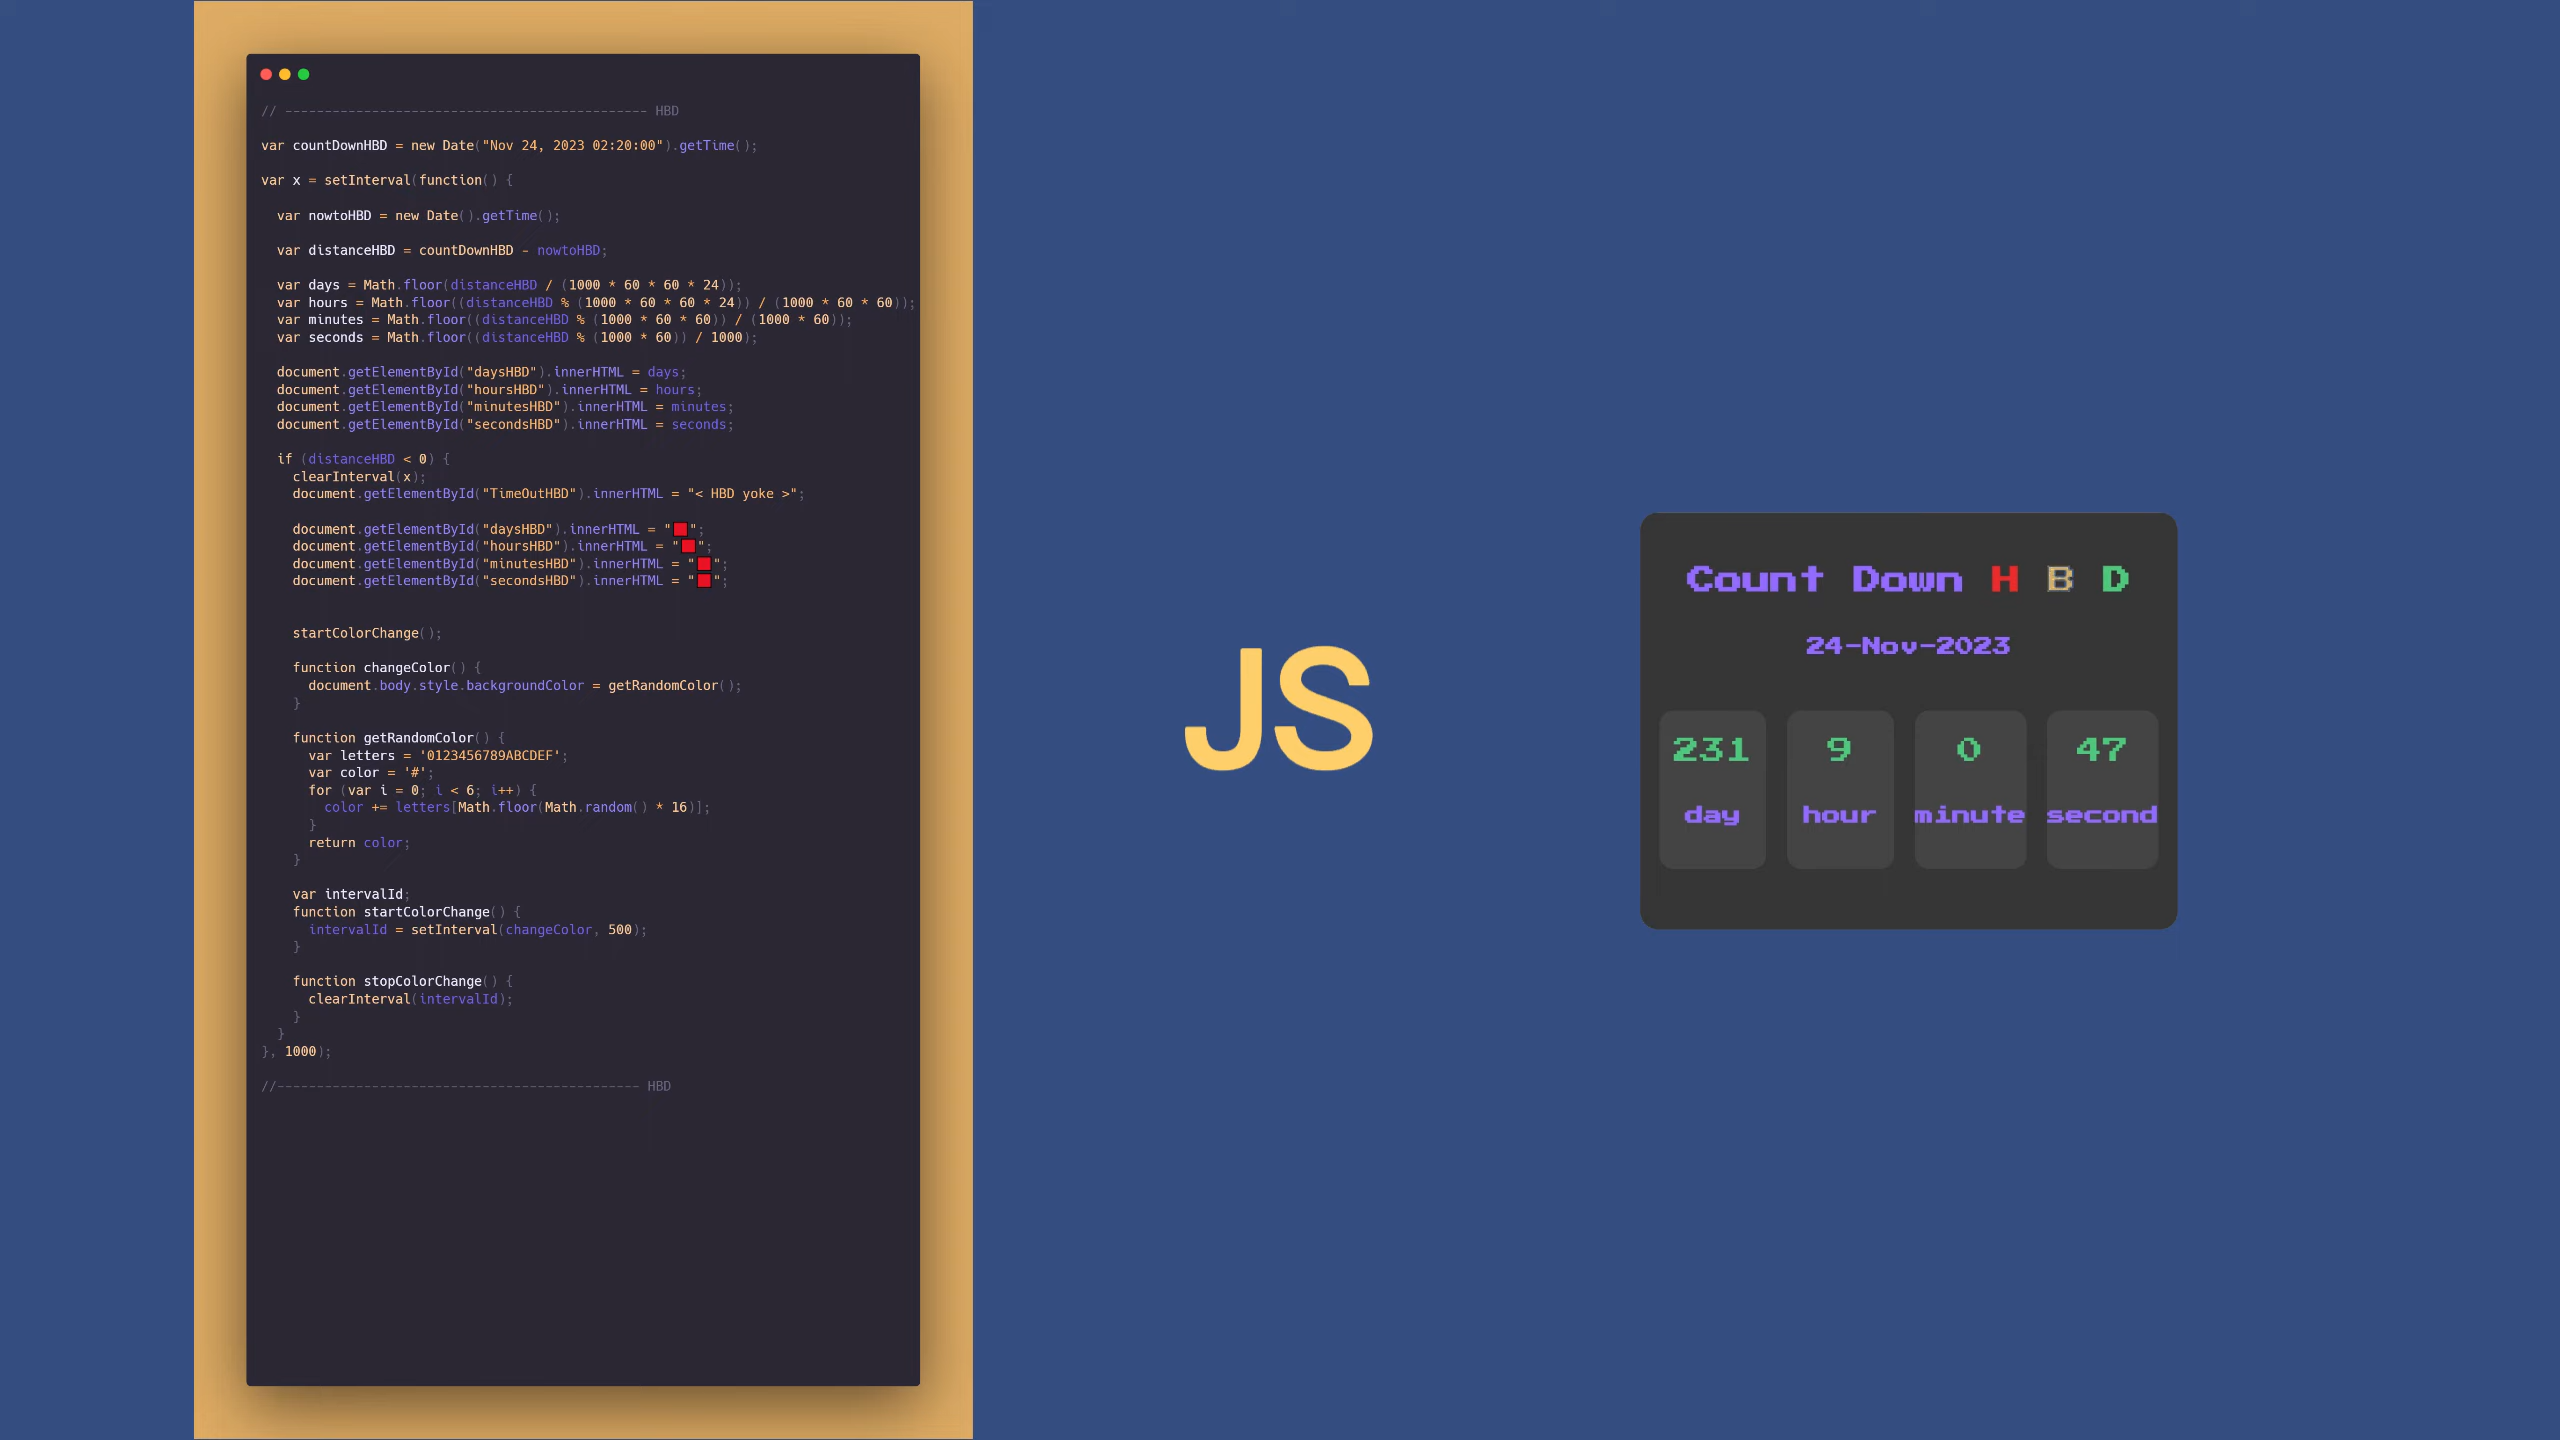 // ---------------------------------------------- HBD
var countDownHBD = new Date("Nov 24, 2023 02:20:00").getTime();
var x = setInterval(function() {
var nowtoHBD = new Date().getTime();
var distanceHBD = countDownHBD - nowtoHBD;
var days = Math.floor(distanceHBD / (1000 * 60 * 60 * 24));
var hours = Math.floor((distanceHBD % (1000 * 60 * 60 * 24)) / (1000 * 60 * 60));
var minutes = Math.floor((distanceHBD % (1000 * 60 * 60)) / (1000 * 60));
var seconds = Math.floor((distanceHBD % (1000 * 60)) / 1000);
document.getElementById("daysHBD").innerHTML = days;
document.getElementById("hoursHBD").innerHTML = hours;
document.getElementById("minutesHBD").innerHTML = minutes;
document.getElementById("secondsHBD").innerHTML = seconds;
if (distanceHBD < 0) {
clearInterval(x);
document.getElementById("TimeOutHBD").innerHTML = "< HBD yoke >";
document.getElementById("daysHBD").innerHTML = "🟥";
document.getElementById("hoursHBD").innerHTML = "🟥";
document.getElementById("minutesHBD").innerHTML = "🟥";
document.getElementById("secondsHBD").innerHTML = "🟥";
startColorChange();
function changeColor() {
document.body.style.backgroundColor = getRandomColor();
}
function getRandomColor() {
var letters = '0123456789ABCDEF';
var color = '#';
for (var i = 0; i < 6; i++) {
color += letters[Math.floor(Math.random() * 16)];
}
return color;
}
var intervalId;
function startColorChange() {
intervalId = setInterval(changeColor, 500);
}
function stopColorChange() {
clearInterval(intervalId);
}
}
}, 1000);
//---------------------------------------------- HBD
JS
Count Down H B D
24-Nov-2023
231 9 0 47
day hour minute second